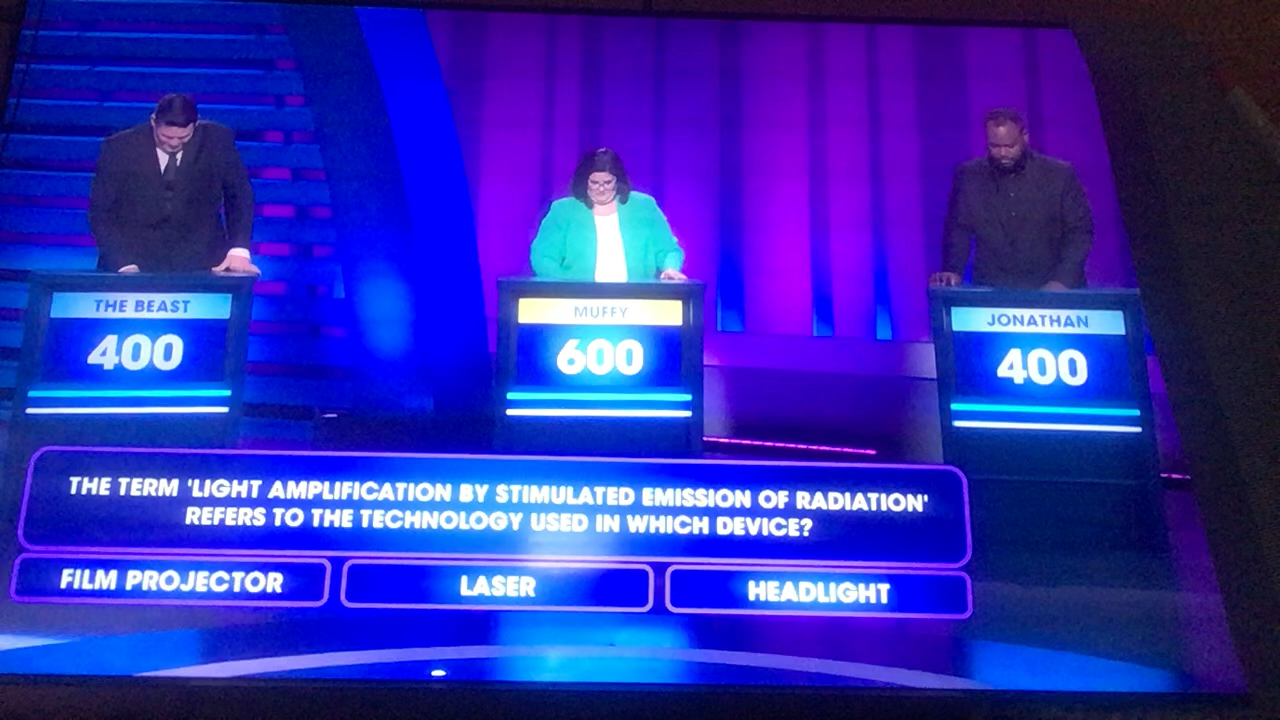 THE BEAST
400
MUFFY
600
JONATHAN
400
THE TERM 'LIGHT AMPLIFICATION BY STIMULATED EMISSION OF RADIATION'
REFERS TO THE TECHNOLOGY USED IN WHICH DEVICE?
FILM PROJECTOR
LASER
HEADLIGHT